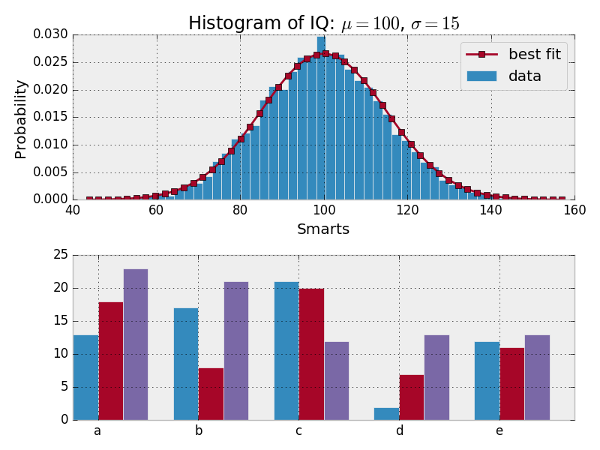 Histogram of IQ: μ = 100, σ = 15
0.030
0.025
0.020
0.015
0.010
0.005
0.000
Probability
best fit
data
40 60 80 100 120 140 160
Smarts
25
20
15
10
5
0
a b c d e